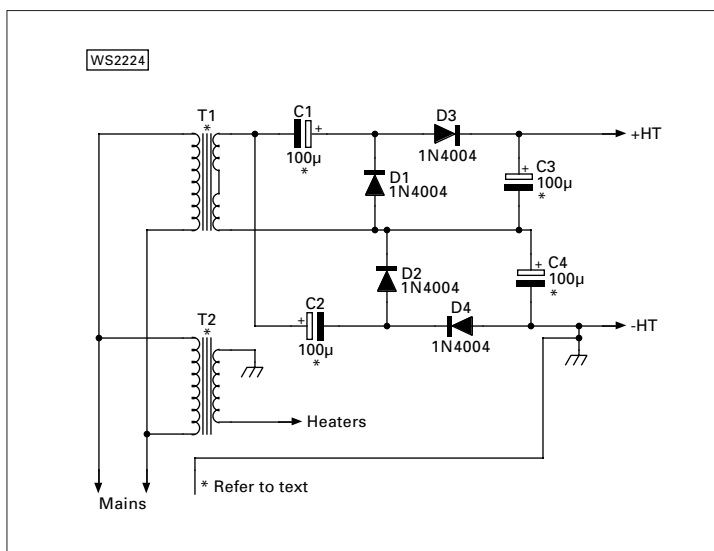 WS2224
T1
*
C1
+
100µ
*
D3
1N4004
+HT
D1
1N4004
+
C3
100µ
*
D2
1N4004
+
C4
100µ
*
T2
*
C2
+
100µ
*
D4
1N4004
-HT
Heaters
* Refer to text
Mains